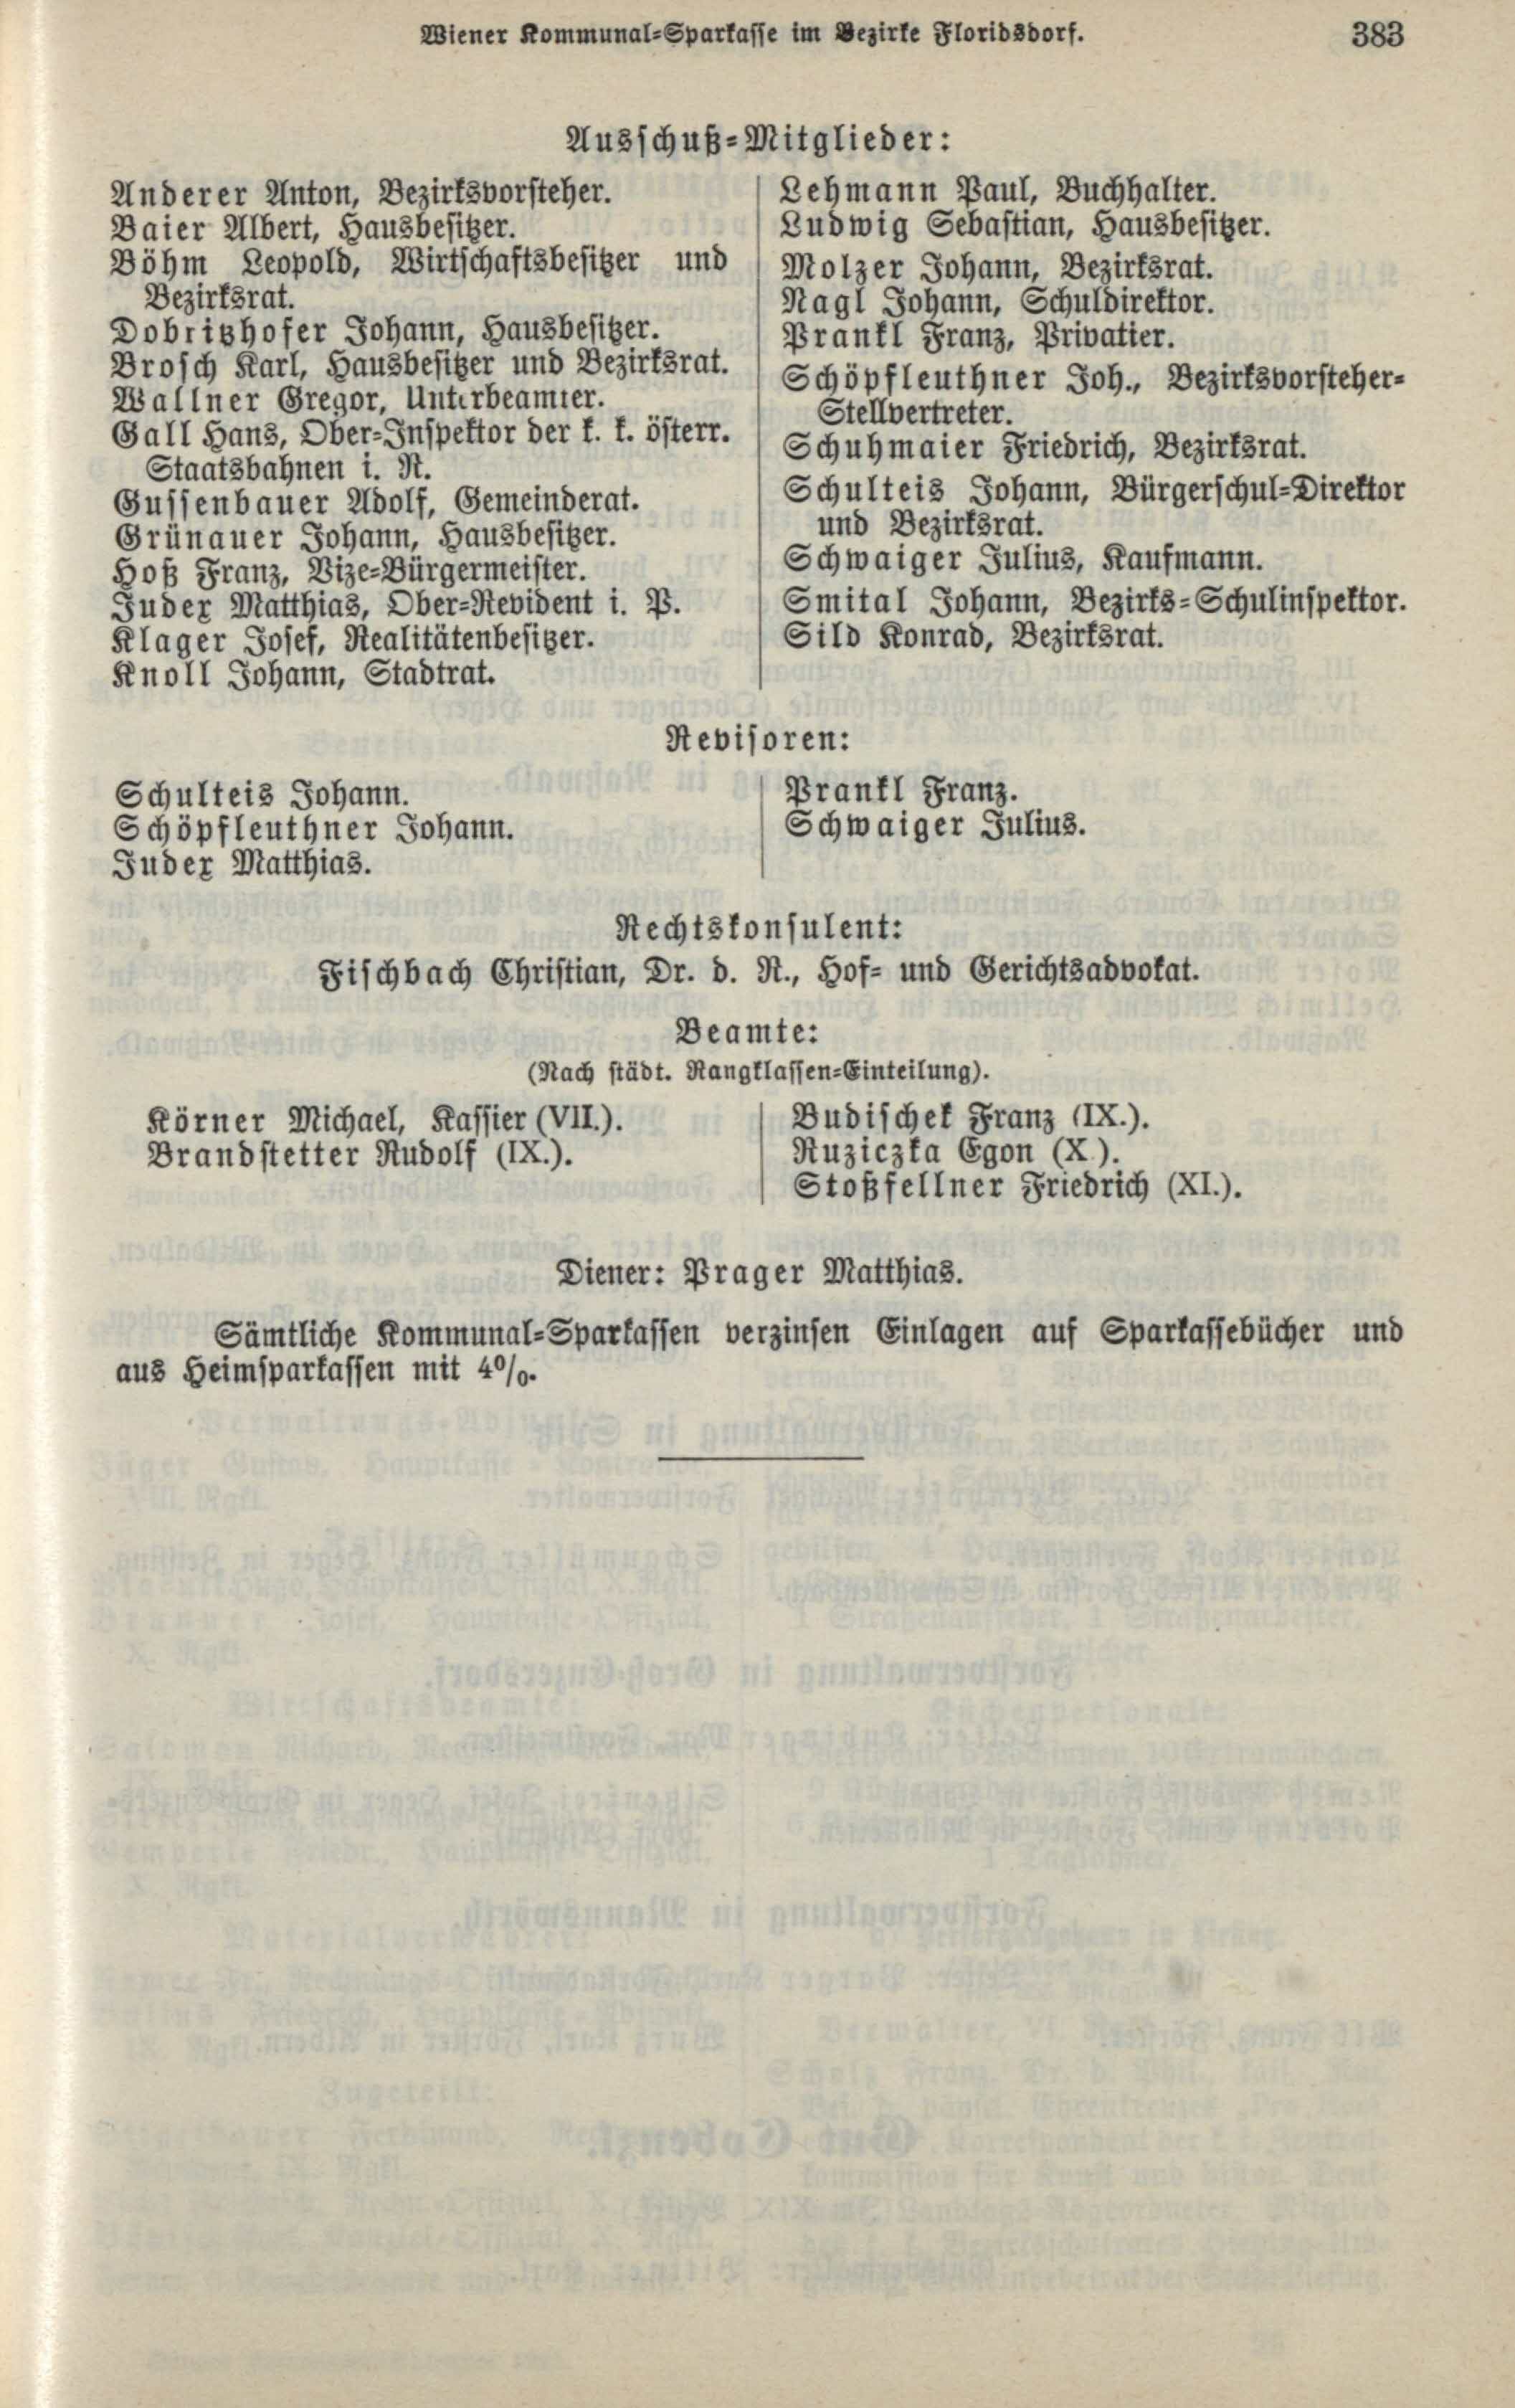 Wiener Kommunal-Sparkasse im Bezirke Floridsdorf. 383
Ausschuß-Mitglieder:
Anderer Anton, Bezirksvorsteher.
Baier Albert, Hausbesitzer.
Böhm Leopold, Wirtschaftsbesitzer und
Bezirksrat.
Dobritzhofer Johann, Hausbesitzer.
Brosch Karl, Hausbesitzer und Bezirksrat.
Wallner Gregor, Unterbeamter.
Gall Hans, Ober-Inspektor der k. k. österr.
Staatsbahnen i. R.
Gussenbauer Adolf, Gemeinderat.
Grünauer Johann, Hausbesitzer.
Hoß Franz, Vize-Bürgermeister.
Judex Matthias, Ober-Revident i. P.
Klager Josef, Realitätenbesitzer.
Knoll Johann, Stadtrat.
Lehmann Paul, Buchhalter.
Ludwig Sebastian, Hausbesitzer.
Molzer Johann, Bezirksrat.
Nagl Johann, Schuldirektor.
Prankl Franz, Privatier.
Schöpfleuthner Joh., Bezirksvorsteher-
Stellvertreter.
Schuhmaier Friedrich, Bezirksrat.
Schulteis Johann, Bürgerschul-Direktor
und Bezirksrat.
Schwaiger Julius, Kaufmann.
Smital Johann, Bezirks-Schulinspektor.
Sild Konrad, Bezirksrat.
Revisoren:
Schulteis Johann.
Schöpfleuthner Johann.
Judex Matthias.
Prankl Franz.
Schwaiger Julius.
Rechtskonsulent:
Fischbach Christian, Dr. d. R., Hof- und Gerichtsadvokat.
Beamte:
(Nach städt. Rangklassen-Einteilung).
Körner Michael, Kassier (VII.).
Brandstetter Rudolf (IX.).
Budischek Franz (IX.).
Ruziczka Egon (X.).
Stoßfellner Friedrich (XI.).
Diener: Prager Matthias.
Sämtliche Kommunal-Sparkassen verzinsen Einlagen auf Sparkassebücher und
aus Heimsparkassen mit 4%.